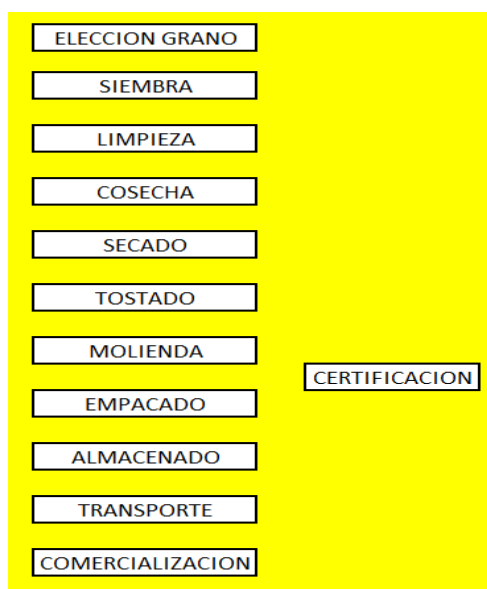 ELECCION GRANO
SIEMBRA
LIMPIEZA
COSECHA
SECADO
TOSTADO
MOLIENDA
CERTIFICACION
EMPACADO
ALMACENADO
TRANSPORTE
COMERCIALIZACION